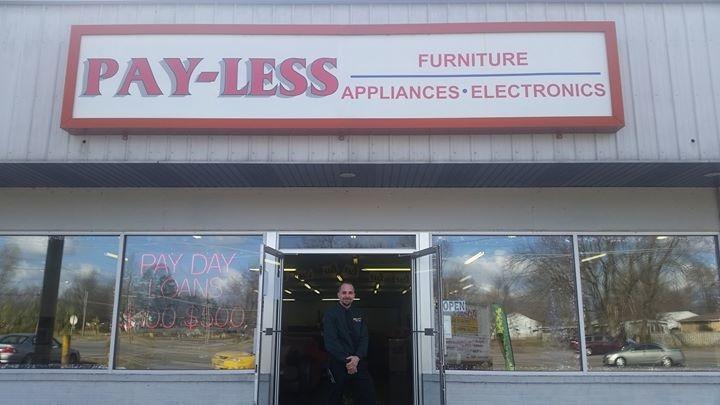 PAY-LESS
FURNITURE
APPLIANCES • ELECTRONICS
PAY DAY
LOANS
$100-$500
OPEN